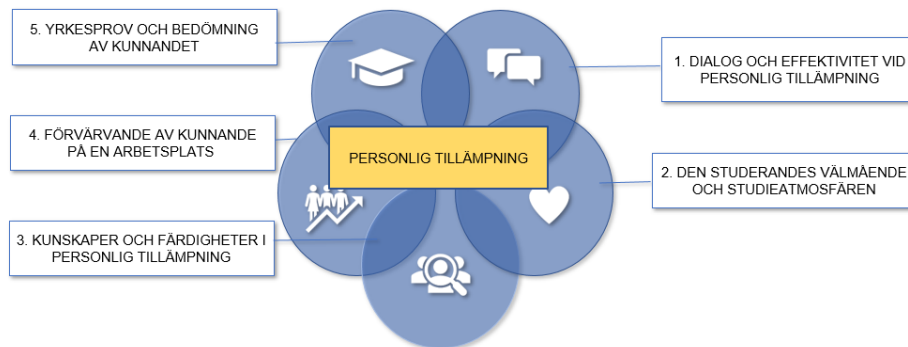 5. YRKESPROV OCH BEDÖMNING
AV KUNNANDET
1. DIALOG OCH EFFEKTIVITET VID
PERSONLIG TILLÄMPNING
4. FÖRVÄRVANDE AV KUNNANDE
PÅ EN ARBETSPLATS
PERSONLIG TILLÄMPNING
2. DEN STUDERANDES VÄLMÅENDE
OCH STUDIEATMOSFÄREN
3. KUNSKAPER OCH FÄRDIGHETER I
PERSONLIG TILLÄMPNING